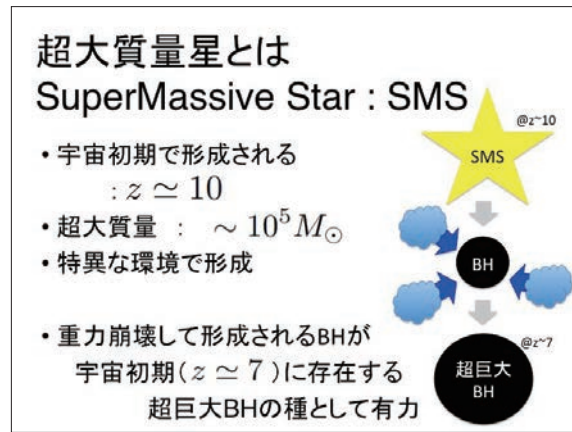 超大質量星とは
SuperMassive Star : SMS
・宇宙初期で形成される
: z ≃ 10
・超大質量 : ~ 10^5 M_⊙
・特異な環境で形成
・重力崩壊して形成されるBHが
宇宙初期(z ≃ 7)に存在する
超巨大BHの種として有力
@z~10
SMS
BH
@z~7
超巨大
BH